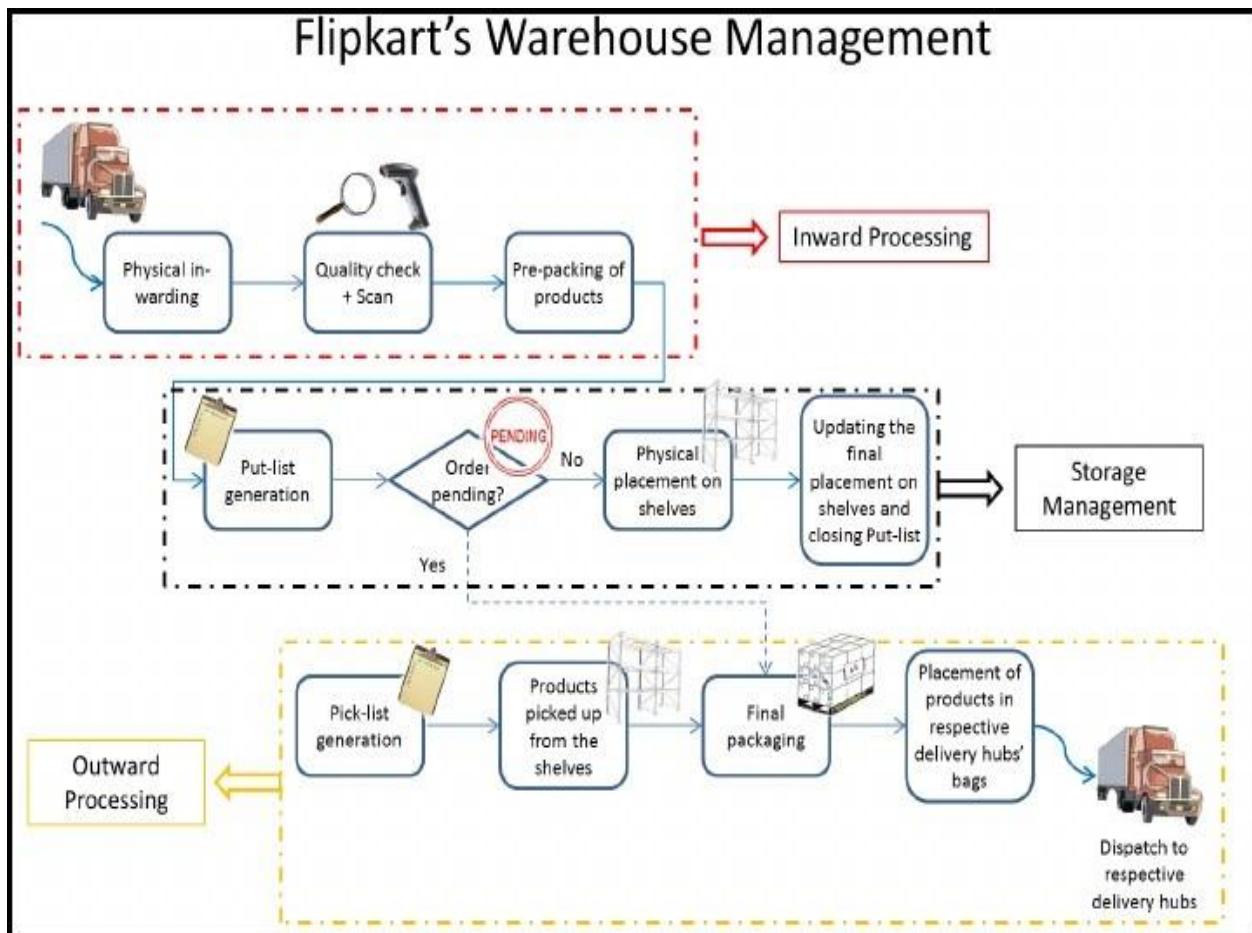 Flipkart's Warehouse Management
Physical in-
warding
Quality check
+ Scan
Pre-packing of
products
Inward Processing
Put-list
generation
Order
pending?
PENDING
No
Yes
Physical
placement on
shelves
Updating the
final
placement on
shelves and
closing Put-list
Storage
Management
Pick-list
generation
Products
picked up
from the
shelves
Final
packaging
Placement of
products in
respective
delivery hubs'
bags
Outward
Processing
Dispatch to
respective
delivery hubs